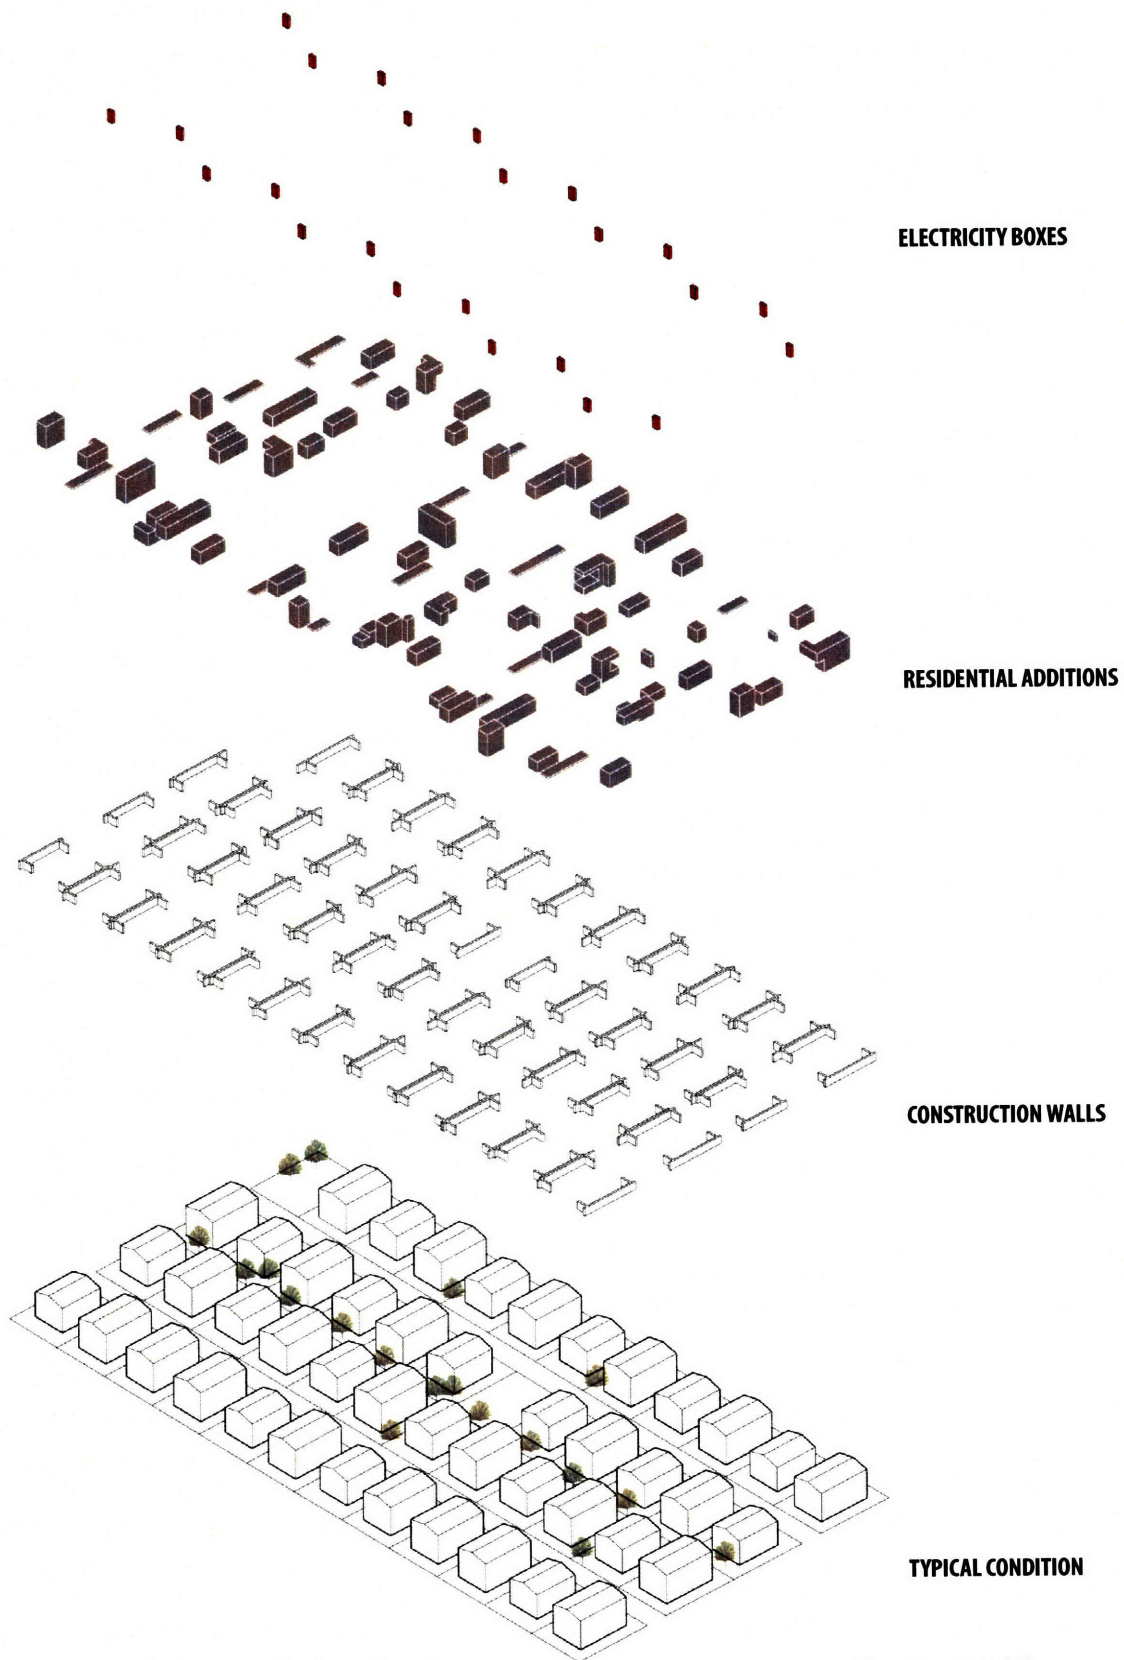 ELECTRICITY BOXES
RESIDENTIAL ADDITIONS
CONSTRUCTION WALLS
TYPICAL CONDITION